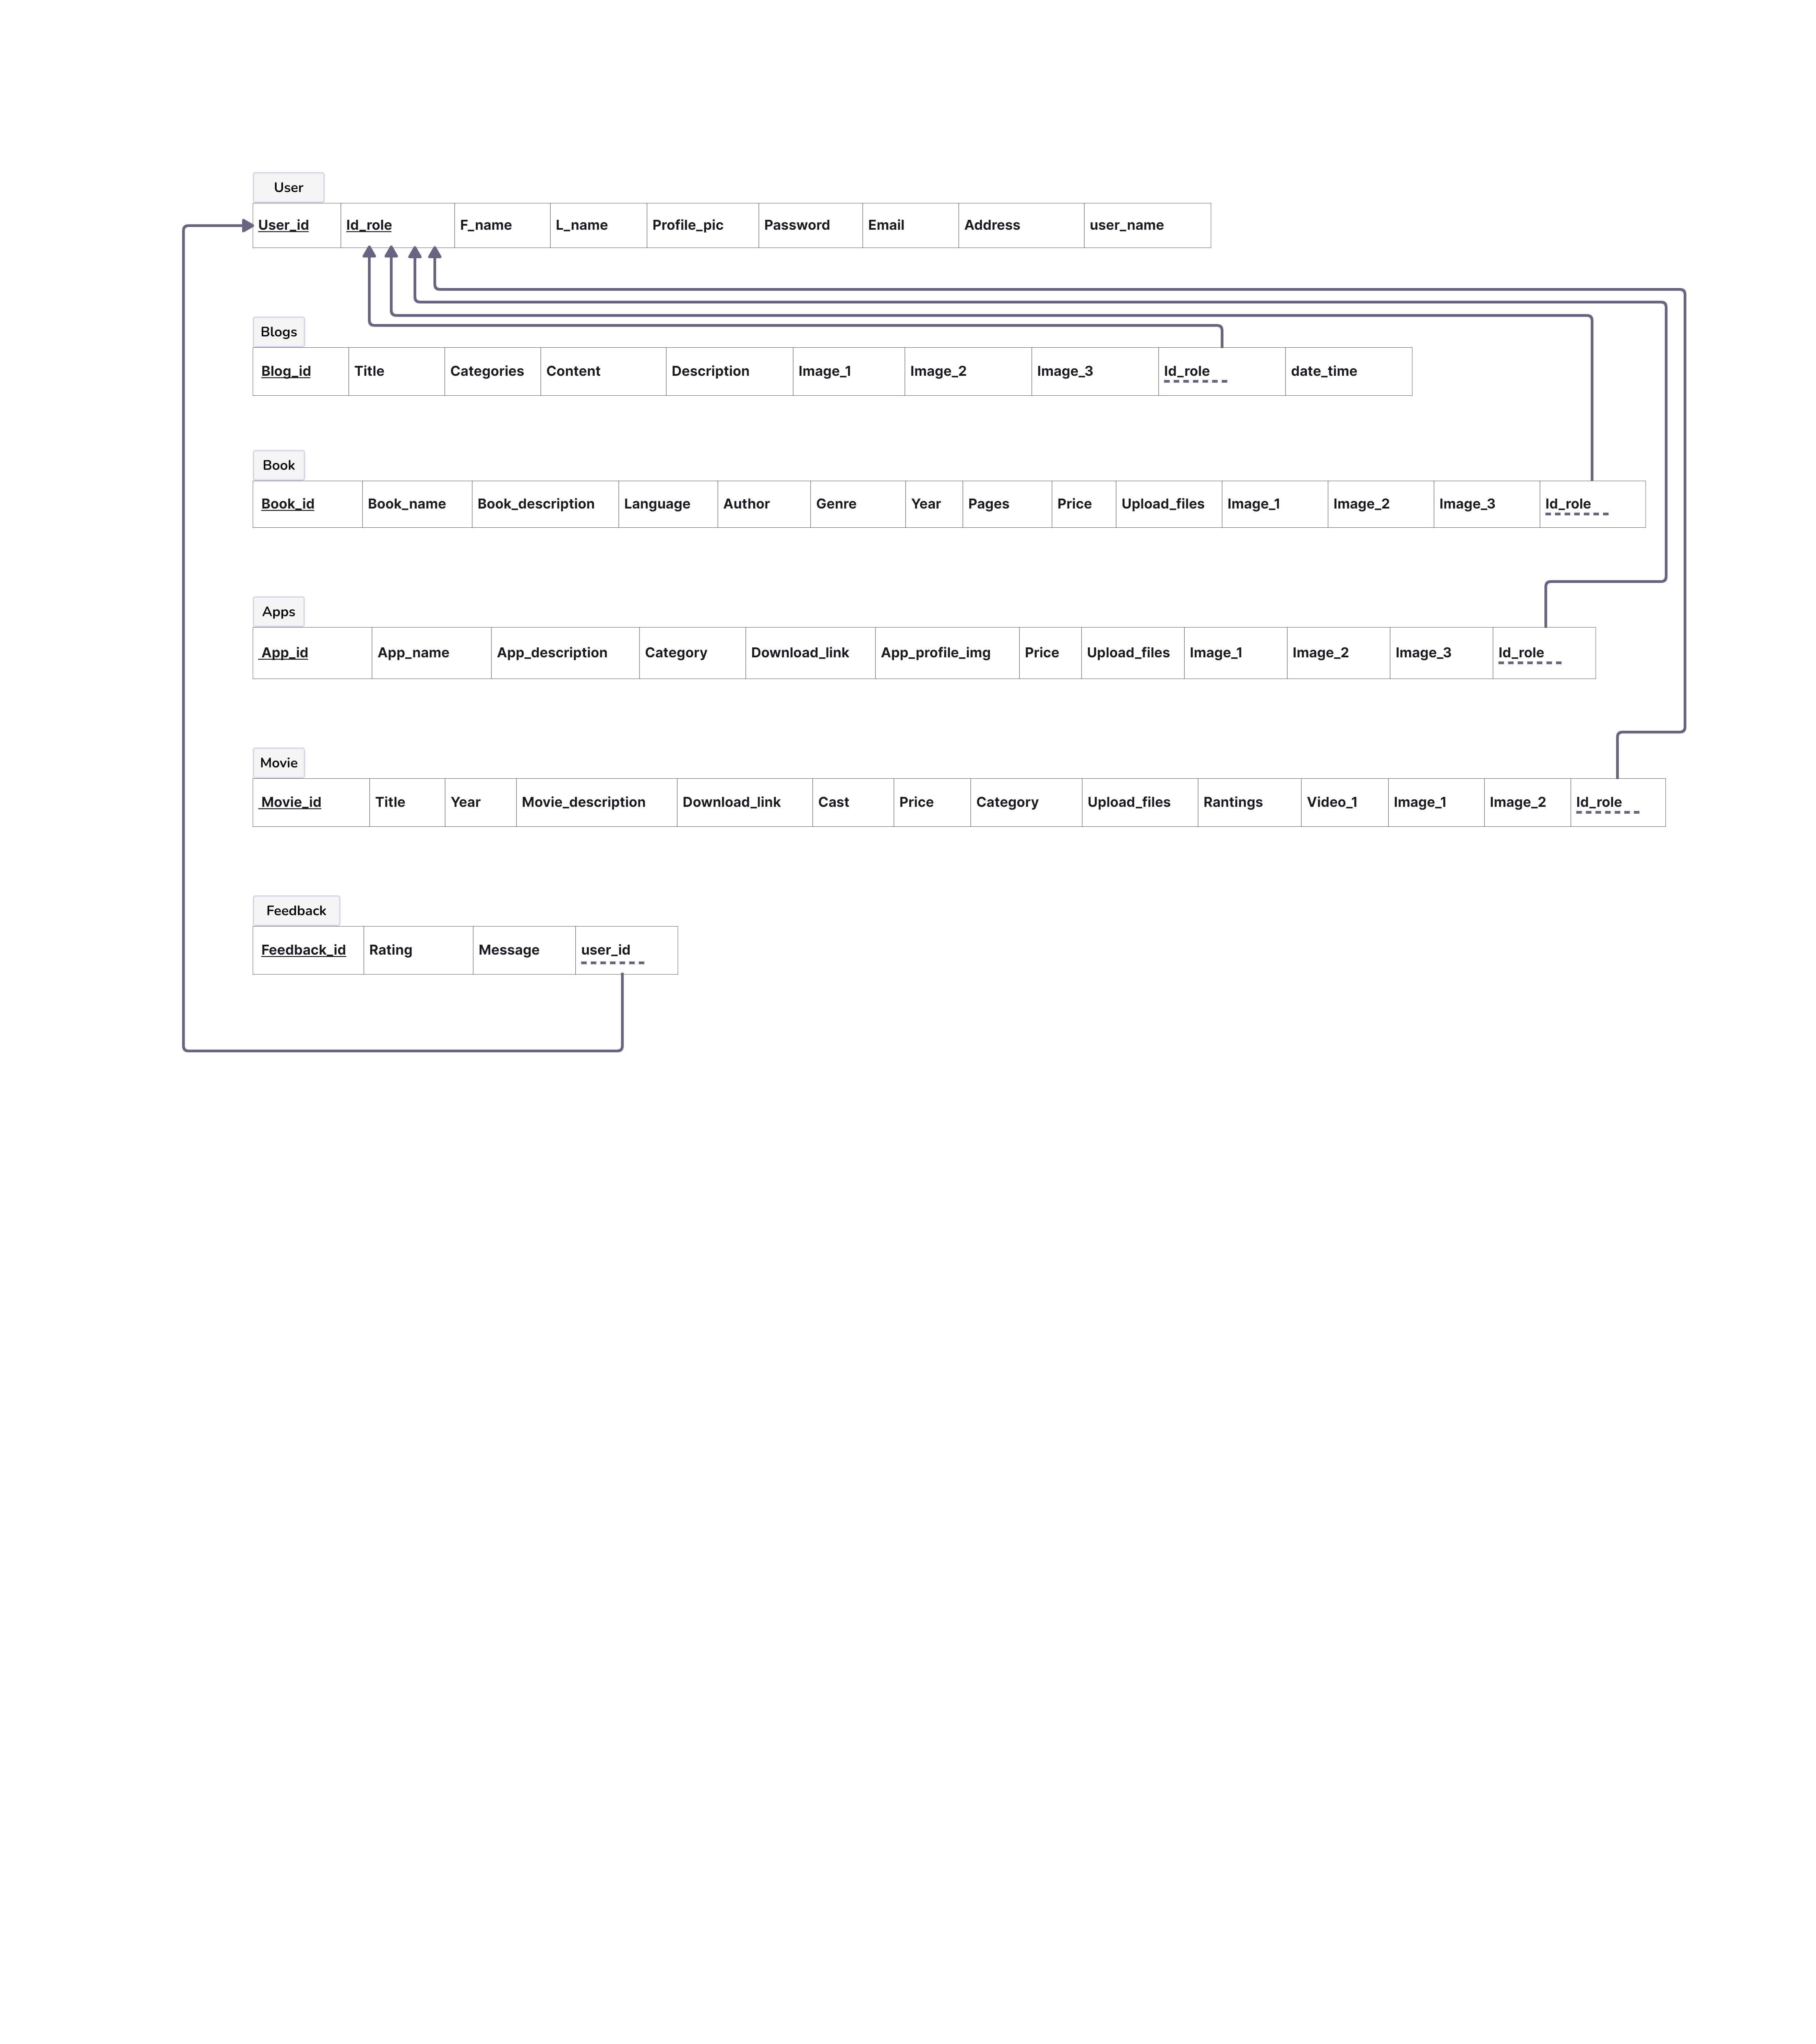 User
User_id Id_role F_name L_name Profile_pic Password Email Address user_name
Blogs
Blog_id Title Categories Content Description Image_1 Image_2 Image_3 Id_role date_time
Book
Book_id Book_name Book_description Language Author Genre Year Pages Price Upload_files Image_1 Image_2 Image_3 Id_role
Apps
App_id App_name App_description Category Download_link App_profile_img Price Upload_files Image_1 Image_2 Image_3 Id_role
Movie
Movie_id Title Year Movie_description Download_link Cast Price Category Upload_files Rantings Video_1 Image_1 Image_2 Id_role
Feedback
Feedback_id Rating Message user_id